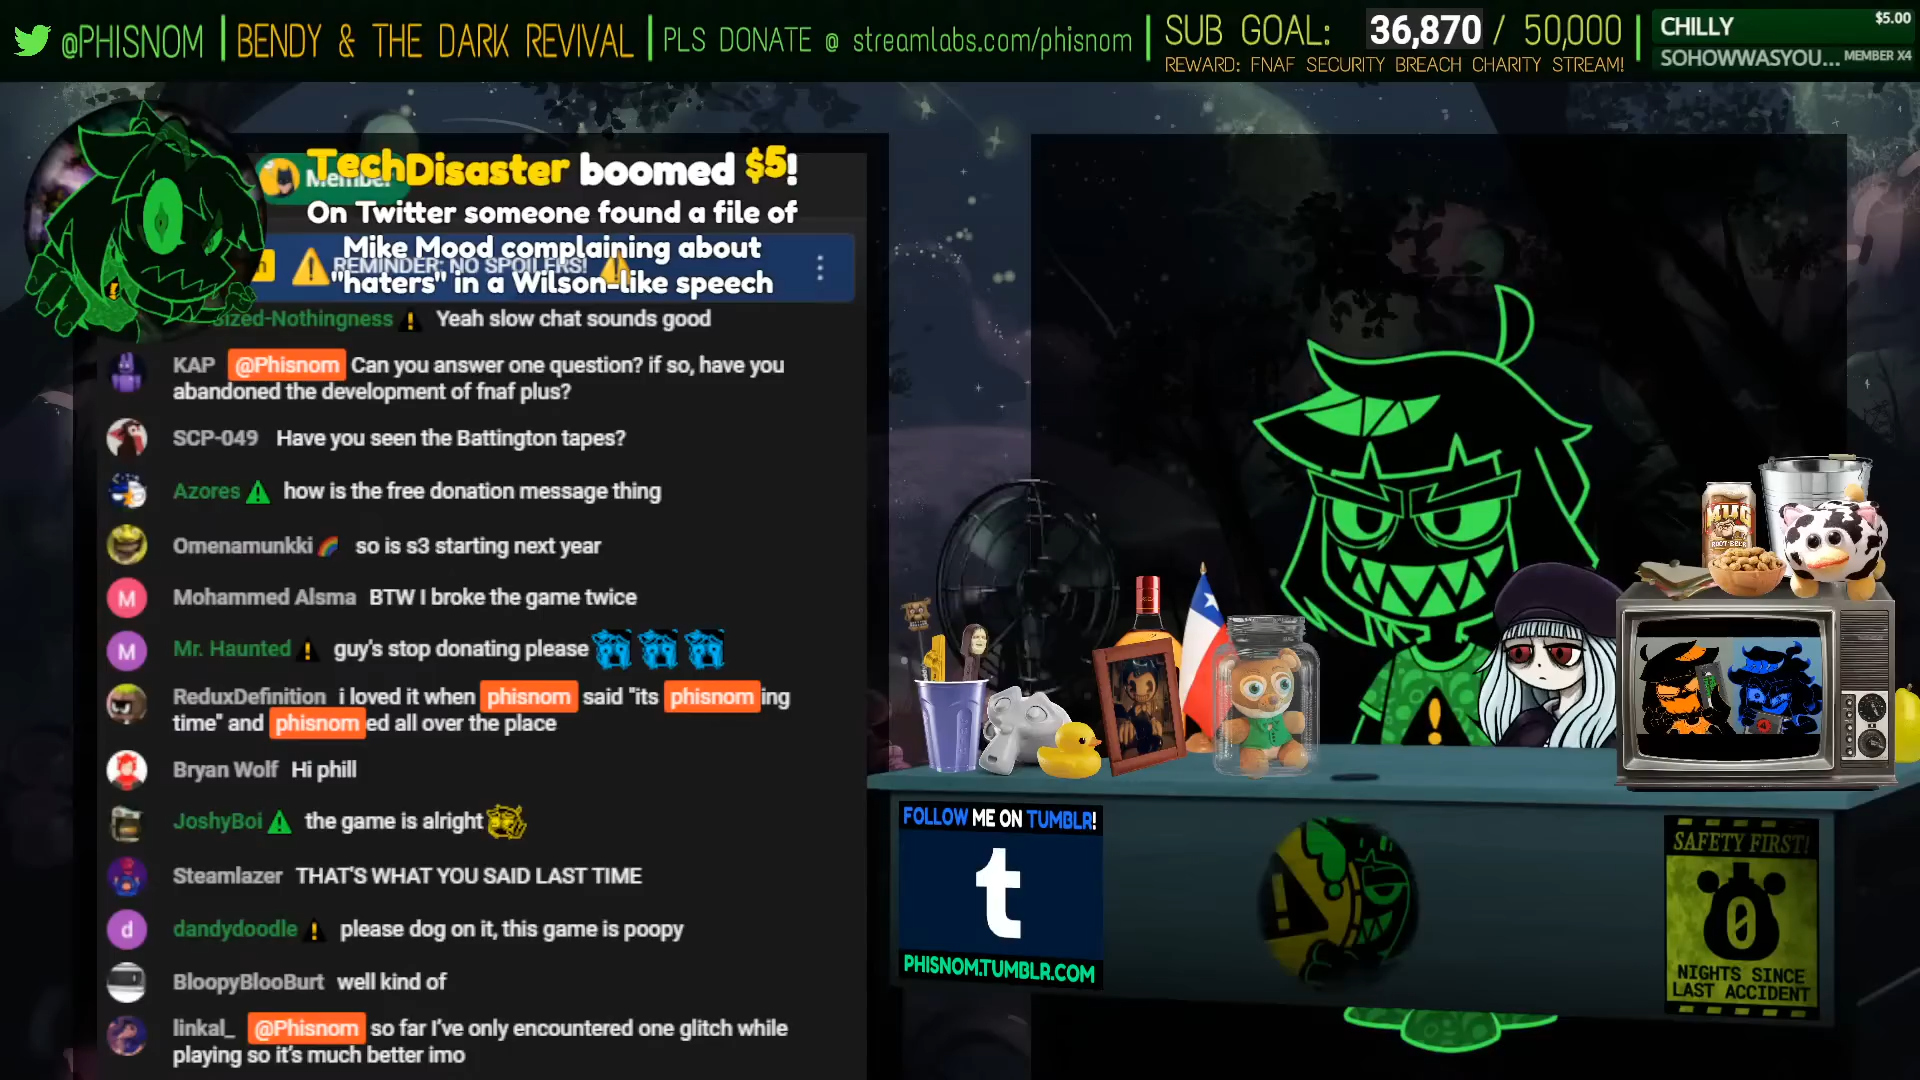 @PHISNOM
BENDY & THE DARK REVIVAL
PLS DONATE @ streamlabs.com/phisnom
SUB GOAL: 36,870 / 50,000
REWARD: FNAF SECURITY BREACH CHARITY STREAM!
CHILLY $5.00
SOHOWWASYOU... MEMBER X4
Member
TechDisaster boomed $5!
On Twitter someone found a file of
Mike Mood complaining about
"haters" in a Wilson-like speech
REMINDER: NO SPOILERS!
Sized-Nothingness Yeah slow chat sounds good
KAP @Phisnom Can you answer one question? if so, have you
abandoned the development of fnaf plus?
SCP-049 Have you seen the Battington tapes?
Azores how is the free donation message thing
Omenamunkki so is s3 starting next year
M Mohammed Alsma BTW I broke the game twice
M Mr. Haunted guy's stop donating please
ReduxDefinition i loved it when phisnom said "its phisnoming
time" and phisnomed all over the place
Bryan Wolf Hi phill
JoshyBoi the game is alright
Steamlazer THAT'S WHAT YOU SAID LAST TIME
d dandydoodle please dog on it, this game is poopy
BloopyBlooBurt well kind of
linkal_ @Phisnom so far I've only encountered one glitch while
playing so it's much better imo
MUG
ROOT BEER
FOLLOW ME ON TUMBLR!
t
PHISNOM.TUMBLR.COM
SAFETY FIRST!
0
NIGHTS SINCE
LAST ACCIDENT